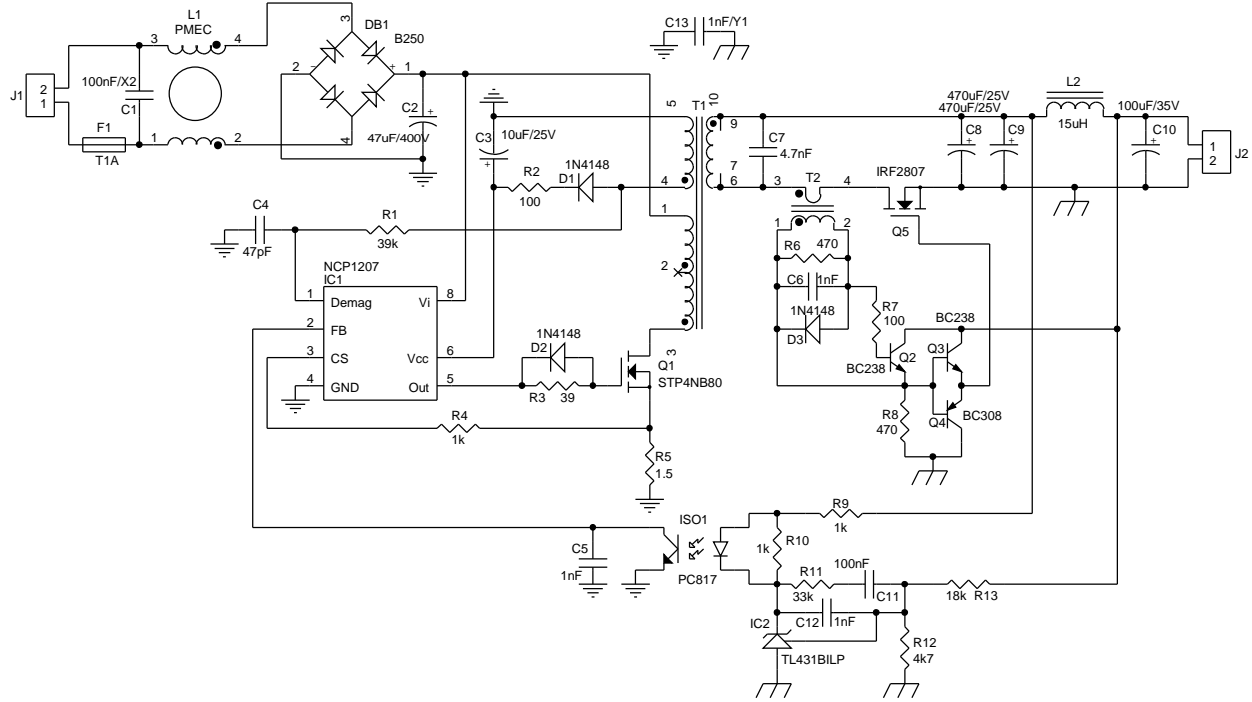 L1
PMEC
3
4
DB1
B250
3
2
-
+
1
4
J1
2
1
100nF/X2
C1
F1
T1A
1
2
C2
+
47uF/400V
C13
1nF/Y1
C3
10uF/25V
+
R2
100
1N4148
D1
T1
5
4
1
2
3
10
9
7
6
C7
4.7nF
T2
3
4
1
2
IRF2807
Q5
470uF/25V
470uF/25V
+
C8
+
C9
L2
15uH
100uF/35V
+
C10
1
2
J2
C4
47pF
R1
39k
NCP1207
IC1
1
Demag
Vi
8
2
FB
3
CS
Vcc
6
4
GND
Out
5
1N4148
D2
R3
39
Q1
STP4NB80
R4
1k
R5
1.5
R6
470
C6
1nF
1N4148
D3
R7
100
BC238
Q2
BC238
Q3
R8
470
Q4
BC308
ISO1
PC817
C5
1nF
R9
1k
1k
R10
R11
33k
100nF
C11
18k
R13
C12
1nF
IC2
TL431BILP
R12
4k7